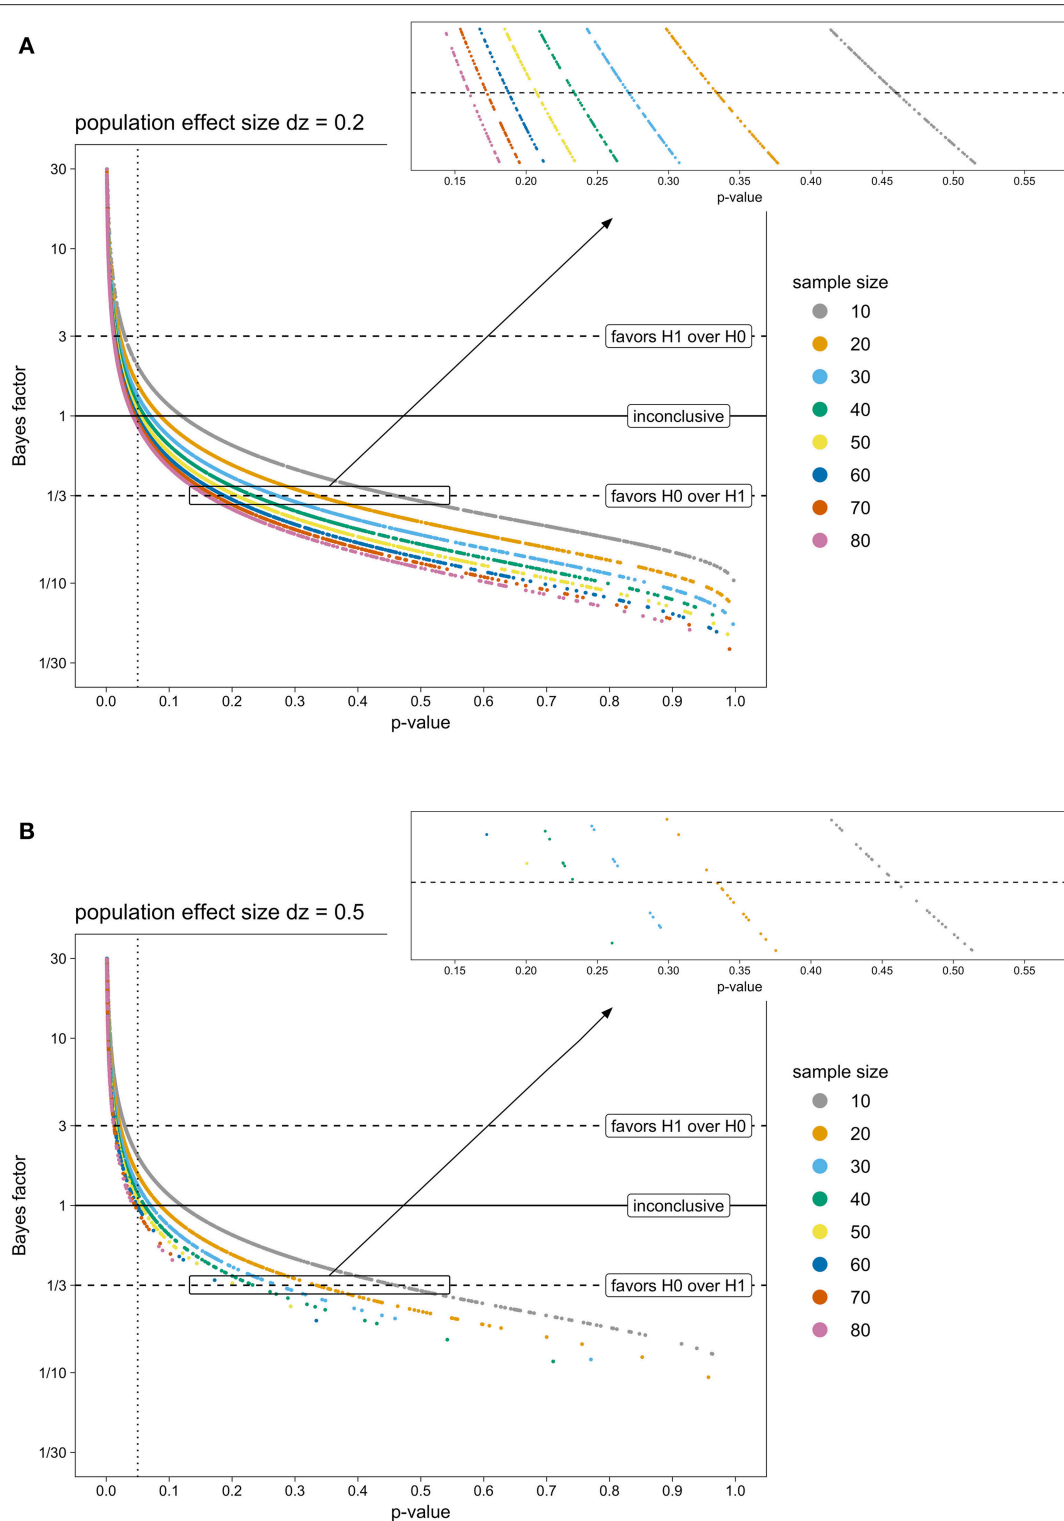 A
0.15 0.20 0.25 0.30 0.35 0.40 0.45 0.50 0.55
p-value
population effect size dz = 0.2
30
10
3
1
1/3
1/10
1/30
Bayes factor
favors H1 over H0
inconclusive
favors H0 over H1
0.0 0.1 0.2 0.3 0.4 0.5 0.6 0.7 0.8 0.9 1.0
p-value
sample size
10
20
30
40
50
60
70
80
B
0.15 0.20 0.25 0.30 0.35 0.40 0.45 0.50 0.55
p-value
population effect size dz = 0.5
30
10
3
1
1/3
1/10
1/30
Bayes factor
favors H1 over H0
inconclusive
favors H0 over H1
0.0 0.1 0.2 0.3 0.4 0.5 0.6 0.7 0.8 0.9 1.0
p-value
sample size
10
20
30
40
50
60
70
80